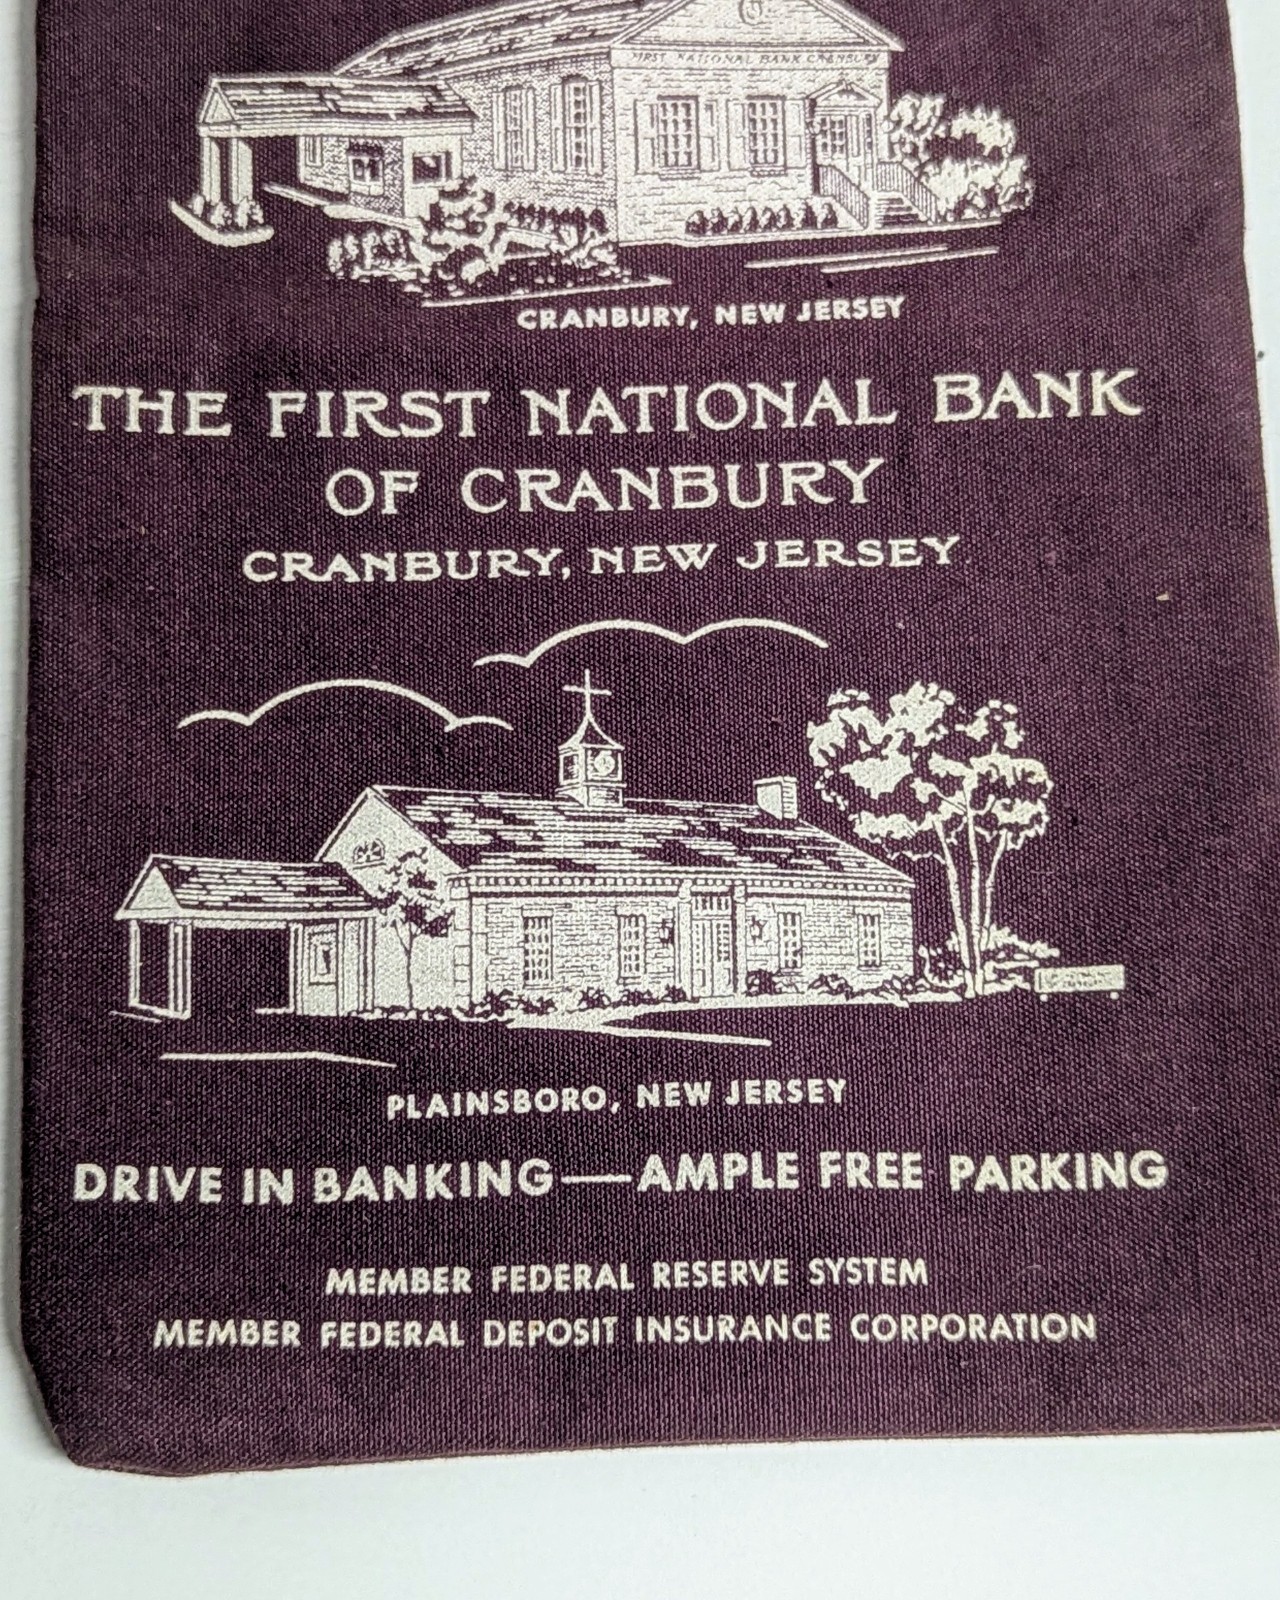 FIRST NATIONAL BANK CRANBURY
CRANBURY, NEW JERSEY
THE FIRST NATIONAL BANK
OF CRANBURY
CRANBURY, NEW JERSEY
PLAINSBORO, NEW JERSEY
DRIVE IN BANKING—AMPLE FREE PARKING
MEMBER FEDERAL RESERVE SYSTEM
MEMBER FEDERAL DEPOSIT INSURANCE CORPORATION